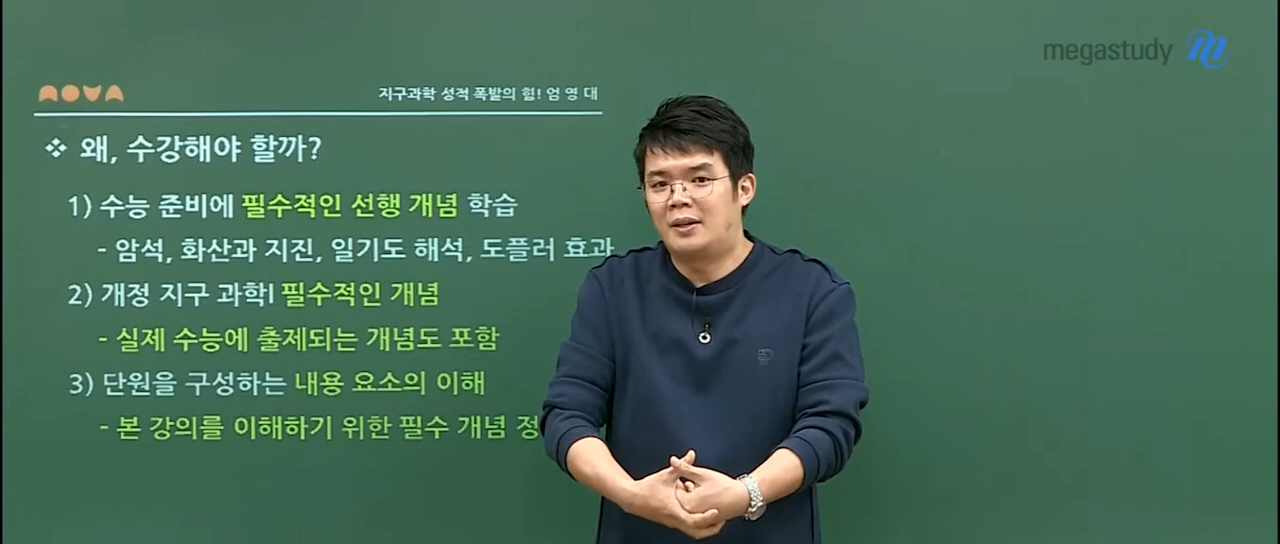 megastudy
NOVA
지구과학 성적 폭발의 힘! 엄영대
❖ 왜, 수강해야 할까?
1) 수능 준비에 필수적인 선행 개념 학습
- 암석, 화산과 지진, 일기도 해석, 도플러 효과
2) 개정 지구 과학I 필수적인 개념
- 실제 수능에 출제되는 개념도 포함
3) 단원을 구성하는 내용 요소의 이해
- 본 강의를 이해하기 위한 필수 개념 정